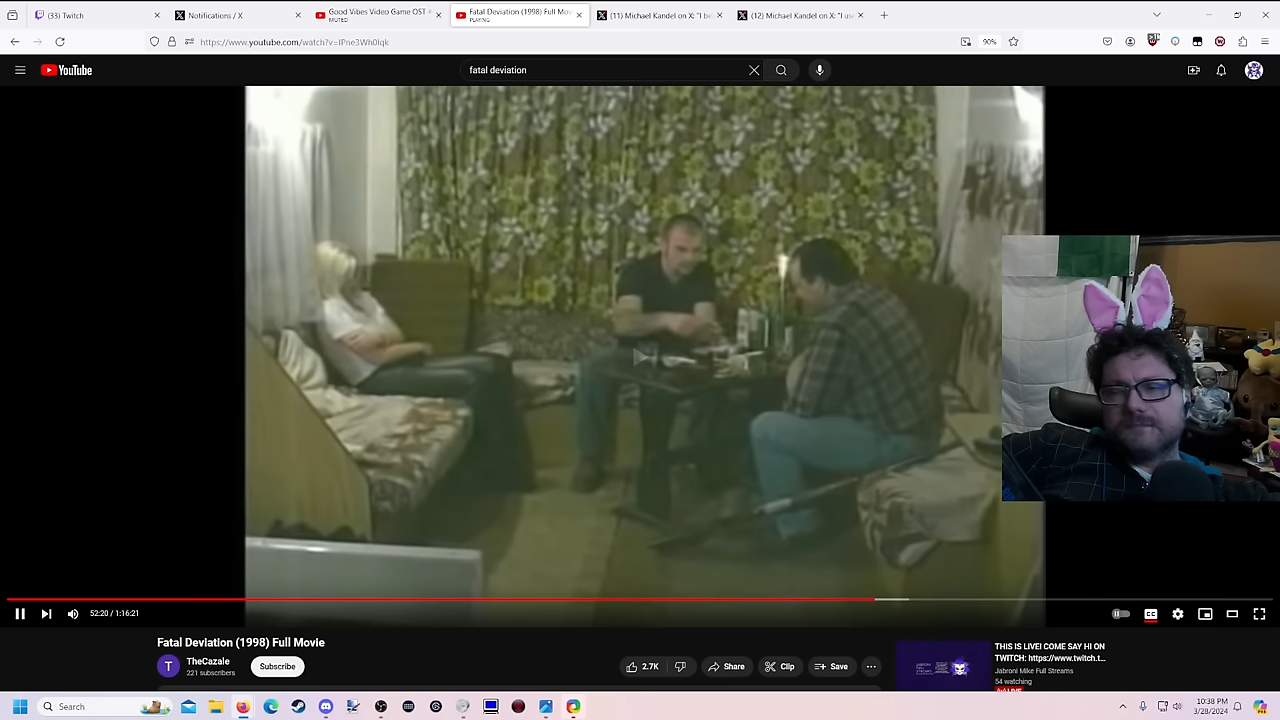 (33) Twitch
Notifications / X
Good Vibes Video Game OST
MUTED
Fatal Deviation (1998) Full Mov
PLAYING
(11) Michael Kandel on X: "I be
(12) Michael Kandel on X: "I us
https://www.youtube.com/watch?v=IPne3Wh0lqk
90%
YouTube
fatal deviation
52:20 / 1:16:21
Fatal Deviation (1998) Full Movie
T
TheCazale
221 subscribers
Subscribe
2.7K
Share
Clip
Save
THIS IS LIVE! COME SAY HI ON
TWITCH: https://www.twitch.t...
Jabroni Mike Full Streams
54 watching
LIVE
Search
10:38 PM
3/28/2024